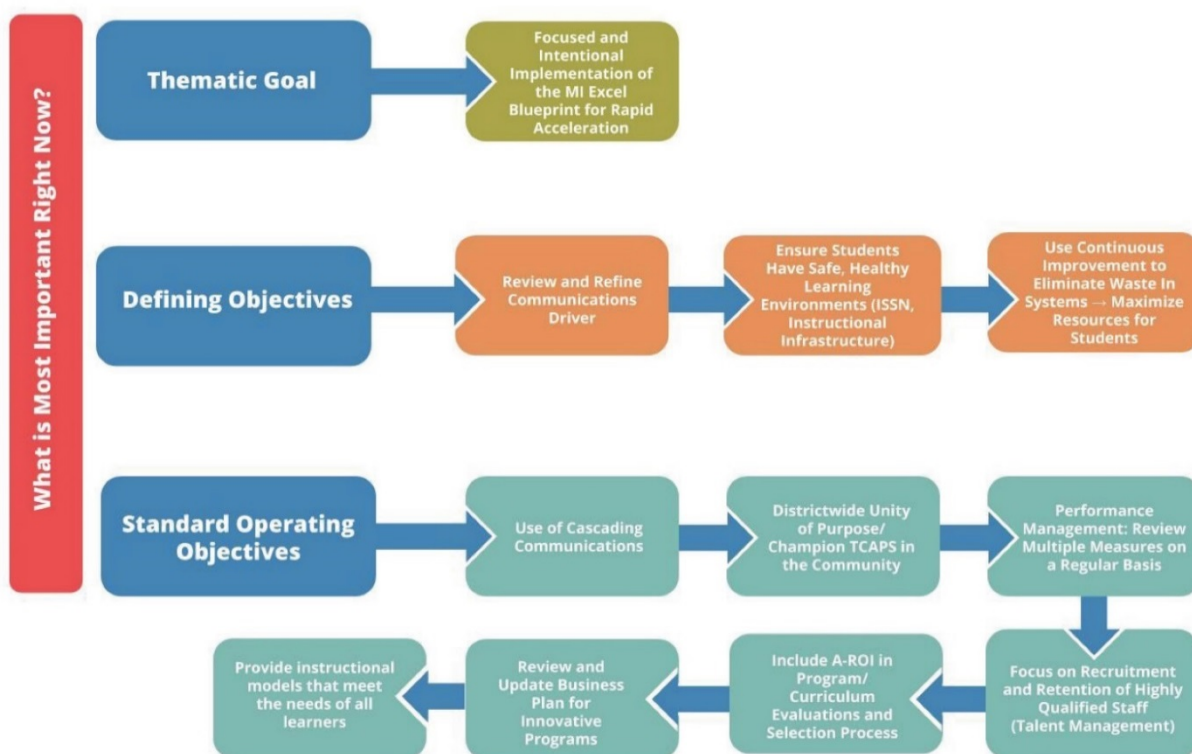 What is Most Important Right Now?
Thematic Goal
Focused and
Intentional
Implementation of
the MI Excel
Blueprint for Rapid
Acceleration
Defining Objectives
Review and Refine
Communications
Driver
Ensure Students
Have Safe, Healthy
Learning
Environments (ISSN,
Instructional
Infrastructure)
Use Continuous
Improvement to
Eliminate Waste In
Systems → Maximize
Resources for
Students
Standard Operating
Objectives
Use of Cascading
Communications
Districtwide Unity
of Purpose/
Champion TCAPS in
the Community
Performance
Management: Review
Multiple Measures on
a Regular Basis
Focus on Recruitment
and Retention of Highly
Qualified Staff
(Talent Management)
Include A-ROI in
Program/
Curriculum
Evaluations and
Selection Process
Review and
Update Business
Plan for
Innovative
Programs
Provide instructional
models that meet
the needs of all
learners